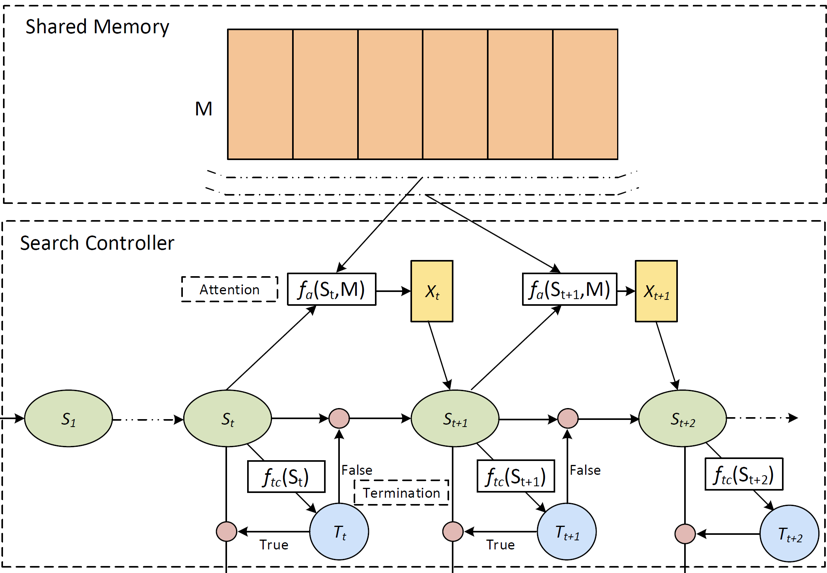 Shared Memory
M
Search Controller
Attention
fa(St,M)
Xt
fa(St+1,M)
Xt+1
S1
St
St+1
St+2
ftc(St)
False
ftc(St+1)
False
ftc(St+2)
Termination
Tt
Tt+1
Tt+2
True
True